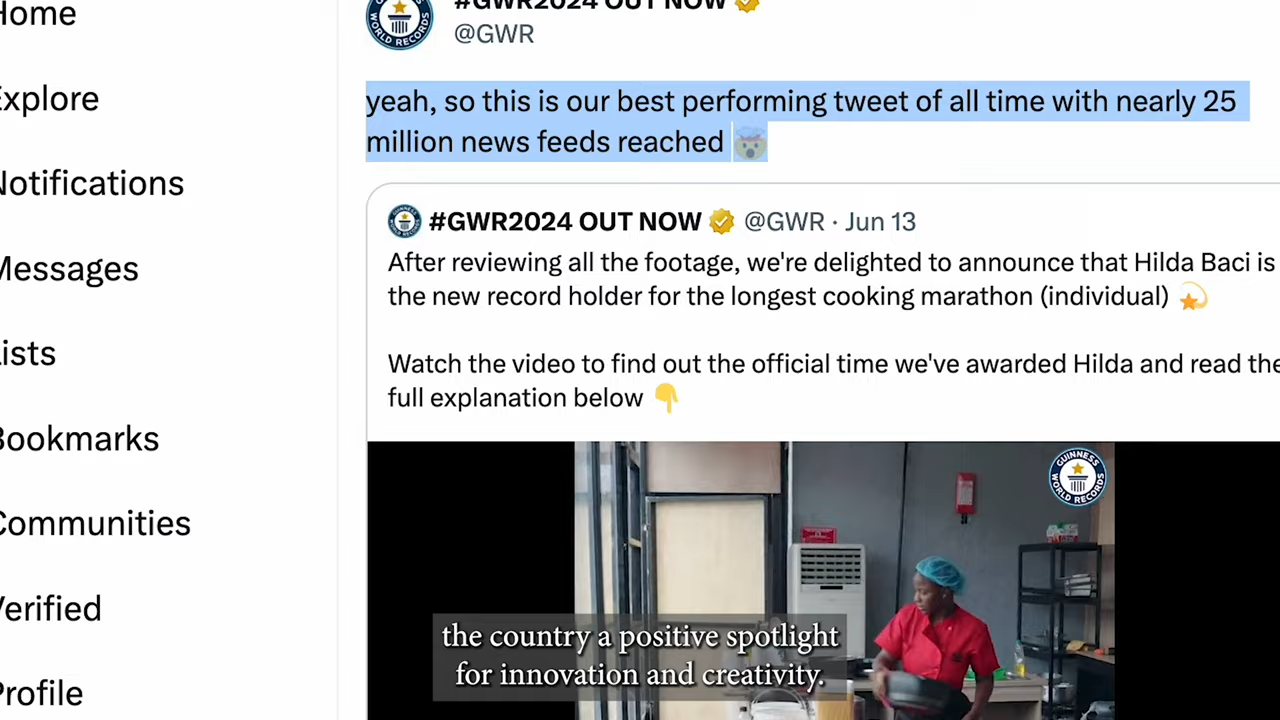 Home
#GWR2024 OUT NOW
@GWR
Explore
yeah, so this is our best performing tweet of all time with nearly 25
million news feeds reached 🤯
Notifications
#GWR2024 OUT NOW @GWR · Jun 13
After reviewing all the footage, we're delighted to announce that Hilda Baci is
the new record holder for the longest cooking marathon (individual) 💫
Messages
Watch the video to find out the official time we've awarded Hilda and read the
full explanation below 👇
Lists
Bookmarks
GUINNESS
WORLD RECORDS
Communities
Verified
the country a positive spotlight
for innovation and creativity.
Profile